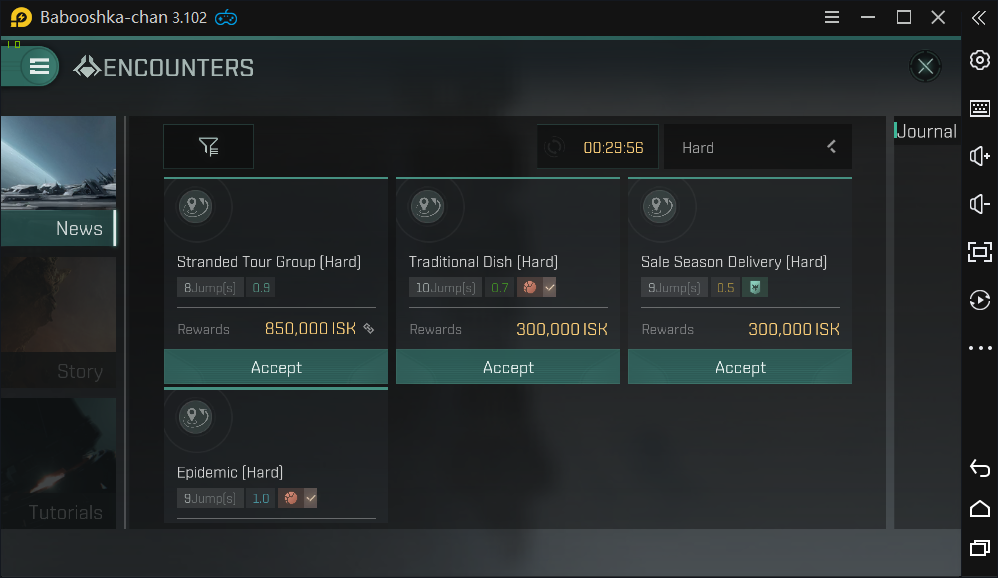 Babooshka-chan 3.102
ENCOUNTERS
00:29:56
Hard
Journal
News
Story
Tutorials
Stranded Tour Group [Hard]
8Jump[s] 0.9
Rewards 850,000 ISK
Accept
Traditional Dish [Hard]
10Jump[s] 0.7
Rewards 300,000 ISK
Accept
Sale Season Delivery [Hard]
9Jump[s] 0.5
Rewards 300,000 ISK
Accept
Epidemic [Hard]
9Jump[s] 1.0